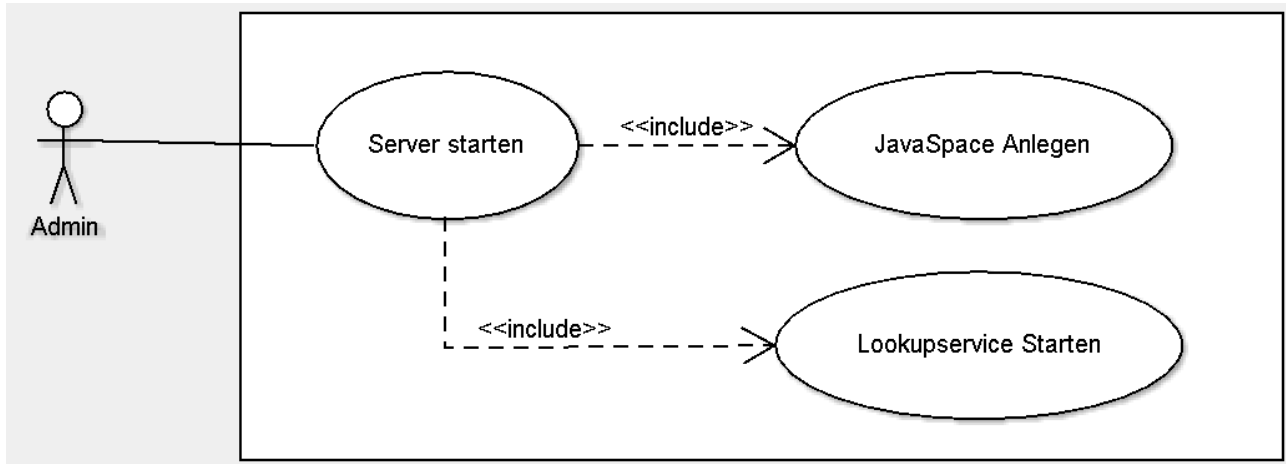 Server starten
<<include>>
JavaSpace Anlegen
Admin
<<include>>
Lookupservice Starten